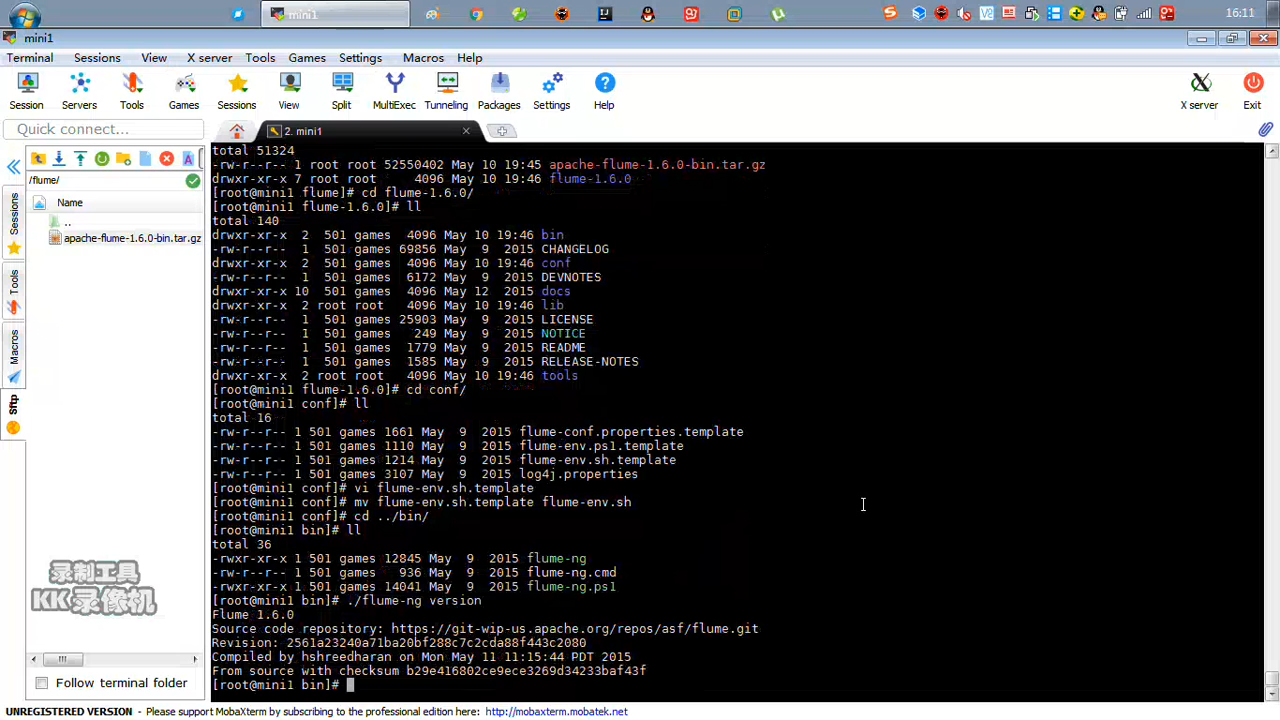 mini1
16:11
mini1
Terminal Sessions View X server Tools Games Settings Macros Help
Session Servers Tools Games Sessions View Split MultiExec Tunneling Packages Settings Help X server Exit
Quick connect...
2. mini1
/flume/
Name
..
apache-flume-1.6.0-bin.tar.gz
Sessions
Tools
Macros
Sftp
total 51324
-rw-r--r-- 1 root root 52550402 May 10 19:45 apache-flume-1.6.0-bin.tar.gz
drwxr-xr-x 7 root root     4096 May 10 19:46 flume-1.6.0
[root@mini1 flume]# cd flume-1.6.0/
[root@mini1 flume-1.6.0]# ll
total 140
drwxr-xr-x  2  501 games  4096 May 10 19:46 bin
-rw-r--r--  1  501 games 69856 May  9  2015 CHANGELOG
drwxr-xr-x  2  501 games  4096 May 10 19:46 conf
-rw-r--r--  1  501 games  6172 May  9  2015 DEVNOTES
drwxr-xr-x 10  501 games  4096 May 12  2015 docs
drwxr-xr-x  2 root root   4096 May 10 19:46 lib
-rw-r--r--  1  501 games 25903 May  9  2015 LICENSE
-rw-r--r--  1  501 games   249 May  9  2015 NOTICE
-rw-r--r--  1  501 games  1779 May  9  2015 README
-rw-r--r--  1  501 games  1585 May  9  2015 RELEASE-NOTES
drwxr-xr-x  2 root root   4096 May 10 19:46 tools
[root@mini1 flume-1.6.0]# cd conf/
[root@mini1 conf]# ll
total 16
-rw-r--r-- 1 501 games 1661 May  9  2015 flume-conf.properties.template
-rw-r--r-- 1 501 games 1110 May  9  2015 flume-env.ps1.template
-rw-r--r-- 1 501 games 1214 May  9  2015 flume-env.sh.template
-rw-r--r-- 1 501 games 3107 May  9  2015 log4j.properties
[root@mini1 conf]# vi flume-env.sh.template
[root@mini1 conf]# mv flume-env.sh.template flume-env.sh
[root@mini1 conf]# cd ../bin/
[root@mini1 bin]# ll
total 36
-rwxr-xr-x 1 501 games 12845 May  9  2015 flume-ng
-rw-r--r-- 1 501 games   936 May  9  2015 flume-ng.cmd
-rwxr-xr-x 1 501 games 14041 May  9  2015 flume-ng.ps1
[root@mini1 bin]# ./flume-ng version
Flume 1.6.0
Source code repository: https://git-wip-us.apache.org/repos/asf/flume.git
Revision: 2561a23240a71ba20bf288c7c2cda88f443c2080
Compiled by hshreedharan on Mon May 11 11:15:44 PDT 2015
From source with checksum b29e416802ce9ece3269d34233baf43f
[root@mini1 bin]#
录制工具
KK录像机
Follow terminal folder
UNREGISTERED VERSION - Please support MobaXterm by subscribing to the professional edition here: http://mobaxterm.mobatek.net